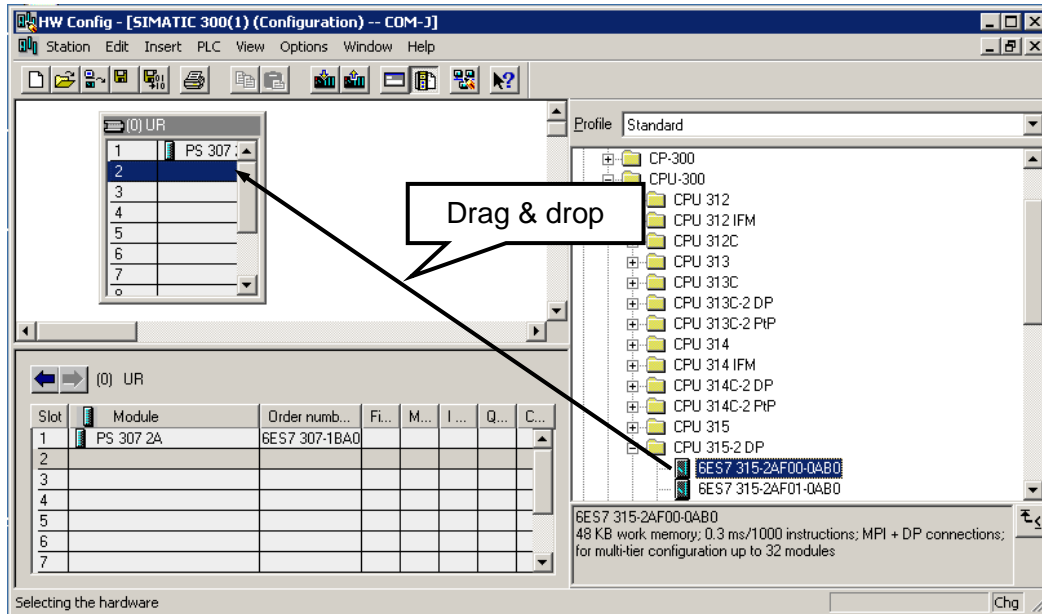 HW Config - [SIMATIC 300(1) (Configuration) -- COM-J]
Station Edit Insert PLC View Options Window Help
(0) UR
1 PS 307
2
3
4
5
6
7
Drag & drop
Profile Standard
CP-300
CPU-300
CPU 312
CPU 312 IFM
CPU 312C
CPU 313
CPU 313C
CPU 313C-2 DP
CPU 313C-2 PtP
CPU 314
CPU 314 IFM
CPU 314C-2 DP
CPU 314C-2 PtP
CPU 315
CPU 315-2 DP
6ES7 315-2AF00-0AB0
6ES7 315-2AF01-0AB0
(0) UR
Slot Module Order numb... Fi... M... I ... Q... C...
1 PS 307 2A 6ES7 307-1BA0
2
3
4
5
6
7
6ES7 315-2AF00-0AB0
48 KB work memory; 0.3 ms/1000 instructions; MPI + DP connections;
for multi-tier configuration up to 32 modules
Selecting the hardware Chg